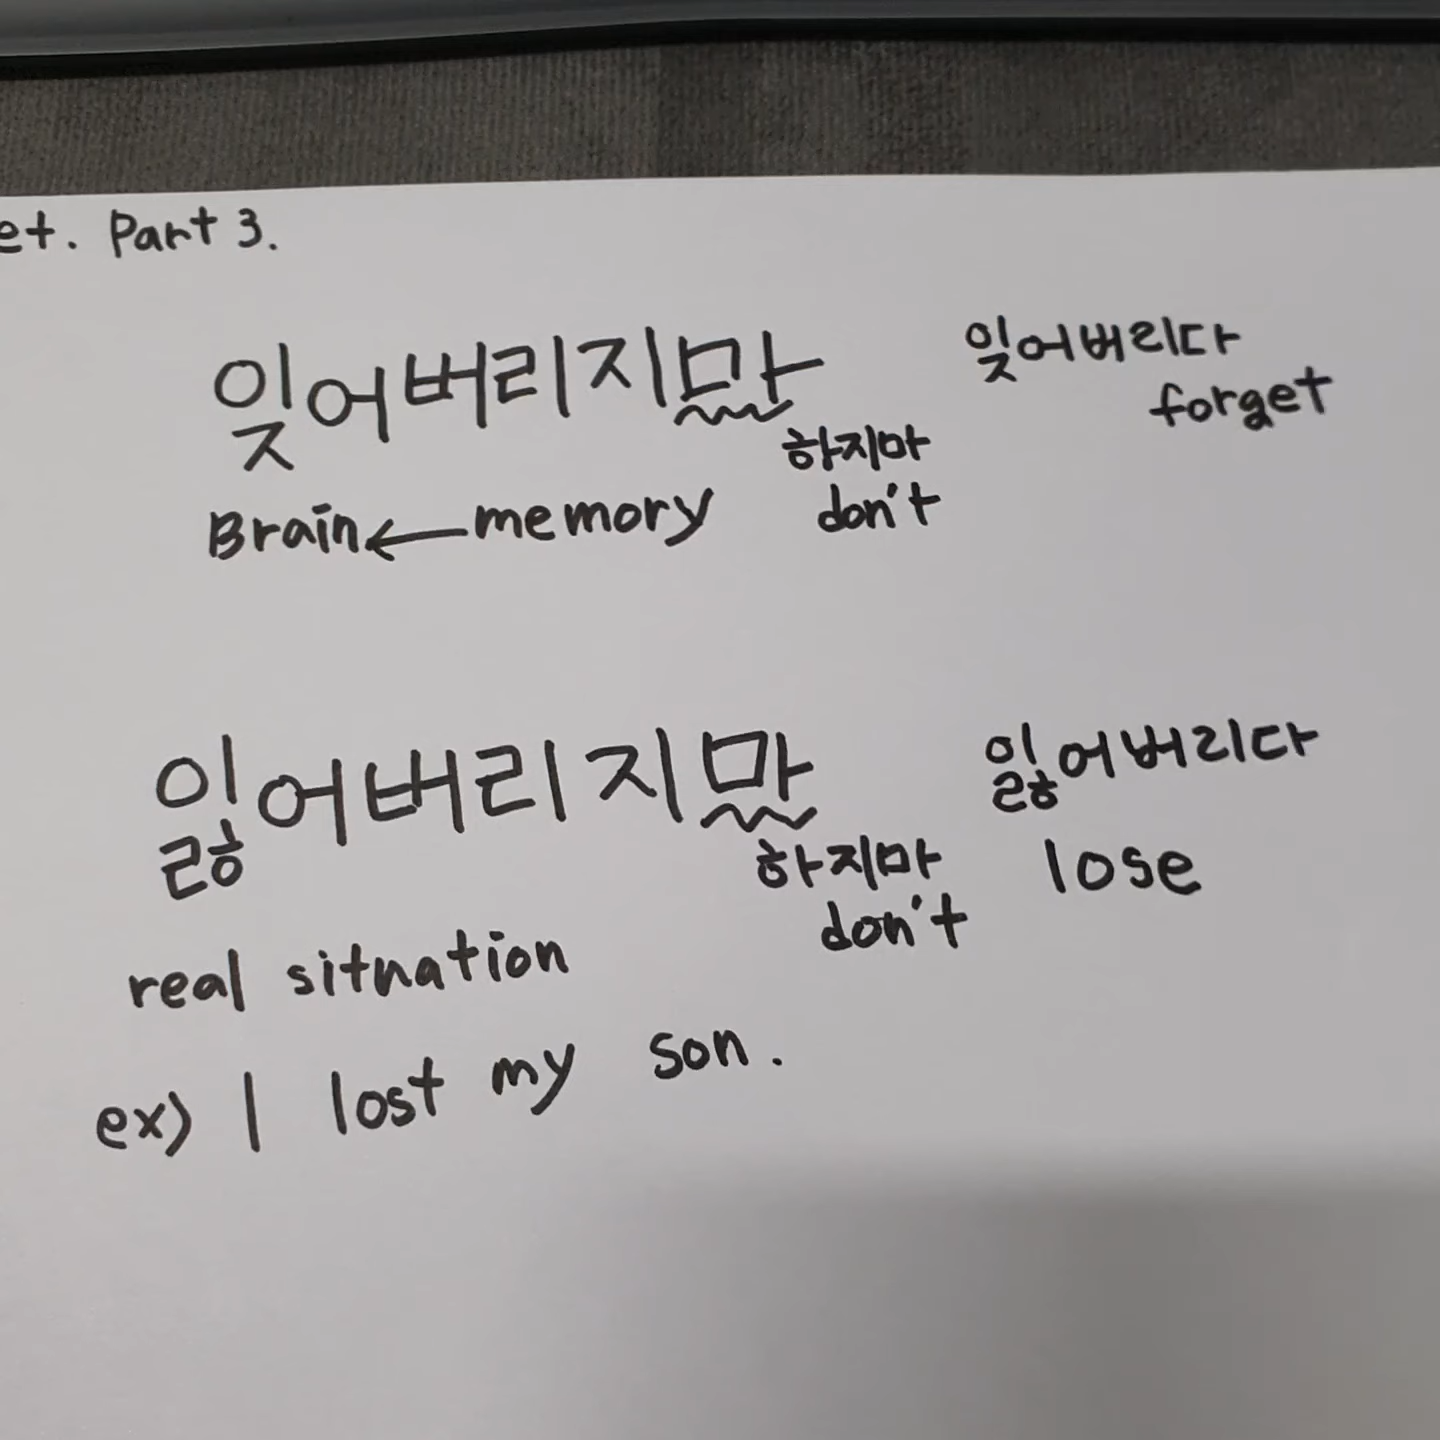 et. Part 3.
잊어버리지마
하지마
don't
잊어버리다
forget
Brain ← memory
잃어버리지마
하지마
don't
잃어버리다
lose
real situation
ex) I lost my son.